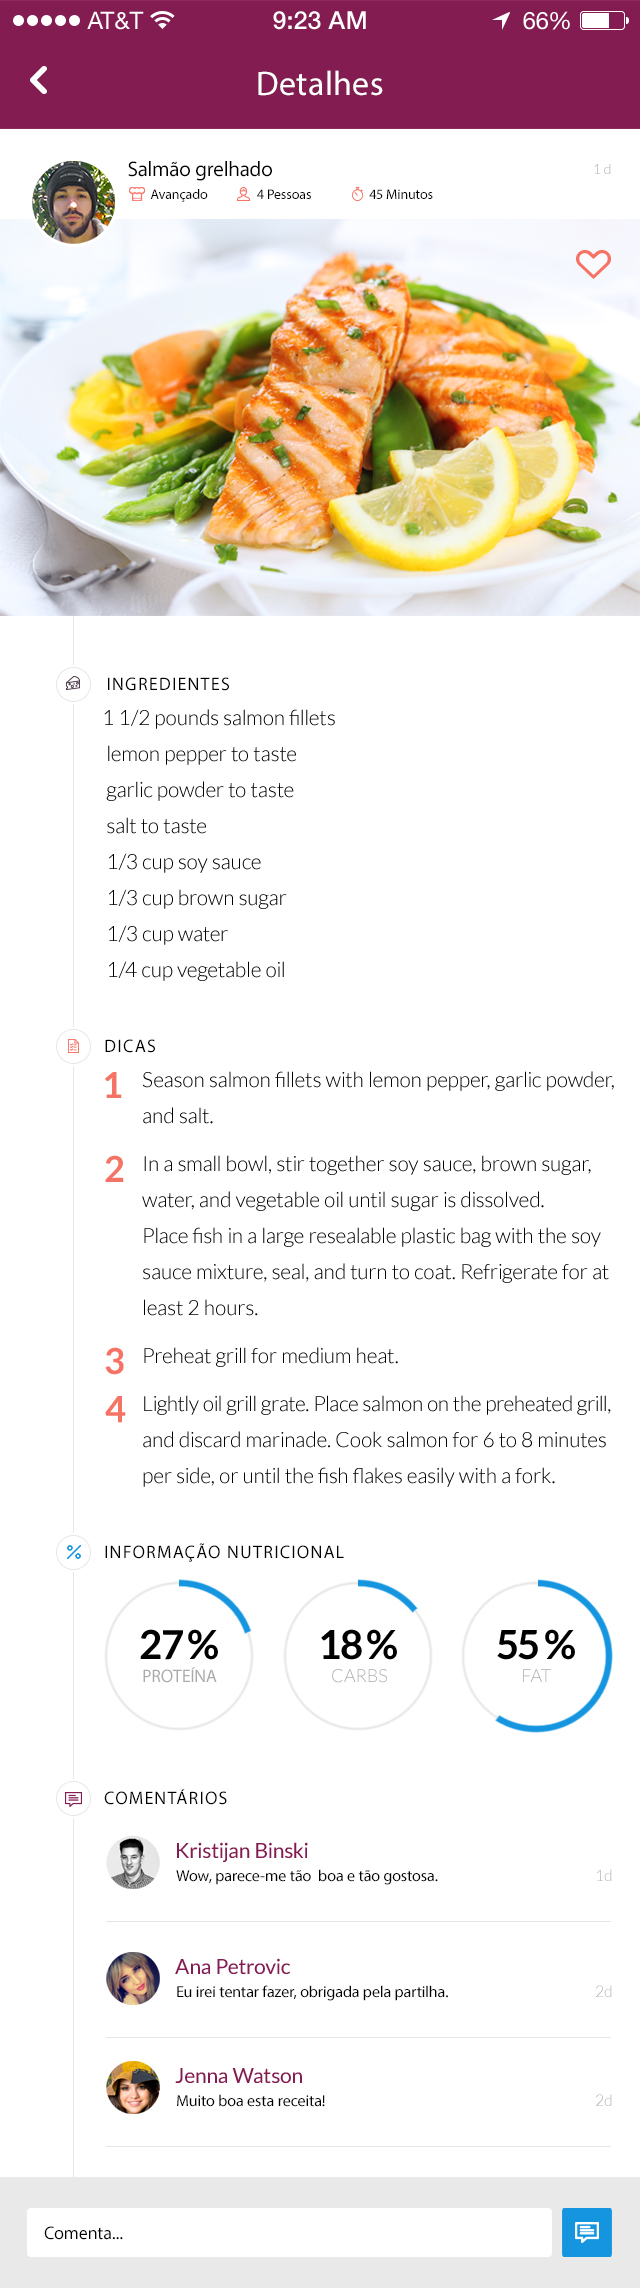 AT&T 9:23 AM 66%
Detalhes
Salmão grelhado 1 d
Avançado 4 Pessoas 45 Minutos
INGREDIENTES
1 1/2 pounds salmon fillets
lemon pepper to taste
garlic powder to taste
salt to taste
1/3 cup soy sauce
1/3 cup brown sugar
1/3 cup water
1/4 cup vegetable oil
DICAS
1 Season salmon fillets with lemon pepper, garlic powder,
and salt.
2 In a small bowl, stir together soy sauce, brown sugar,
water, and vegetable oil until sugar is dissolved.
Place fish in a large resealable plastic bag with the soy
sauce mixture, seal, and turn to coat. Refrigerate for at
least 2 hours.
3 Preheat grill for medium heat.
4 Lightly oil grill grate. Place salmon on the preheated grill,
and discard marinade. Cook salmon for 6 to 8 minutes
per side, or until the fish flakes easily with a fork.
INFORMAÇÃO NUTRICIONAL
27% 18% 55%
PROTEÍNA CARBS FAT
COMENTÁRIOS
Kristijan Binski
Wow, parece-me tão boa e tão gostosa. 1d
Ana Petrovic
Eu irei tentar fazer, obrigada pela partilha. 2d
Jenna Watson
Muito boa esta receita! 2d
Comenta...